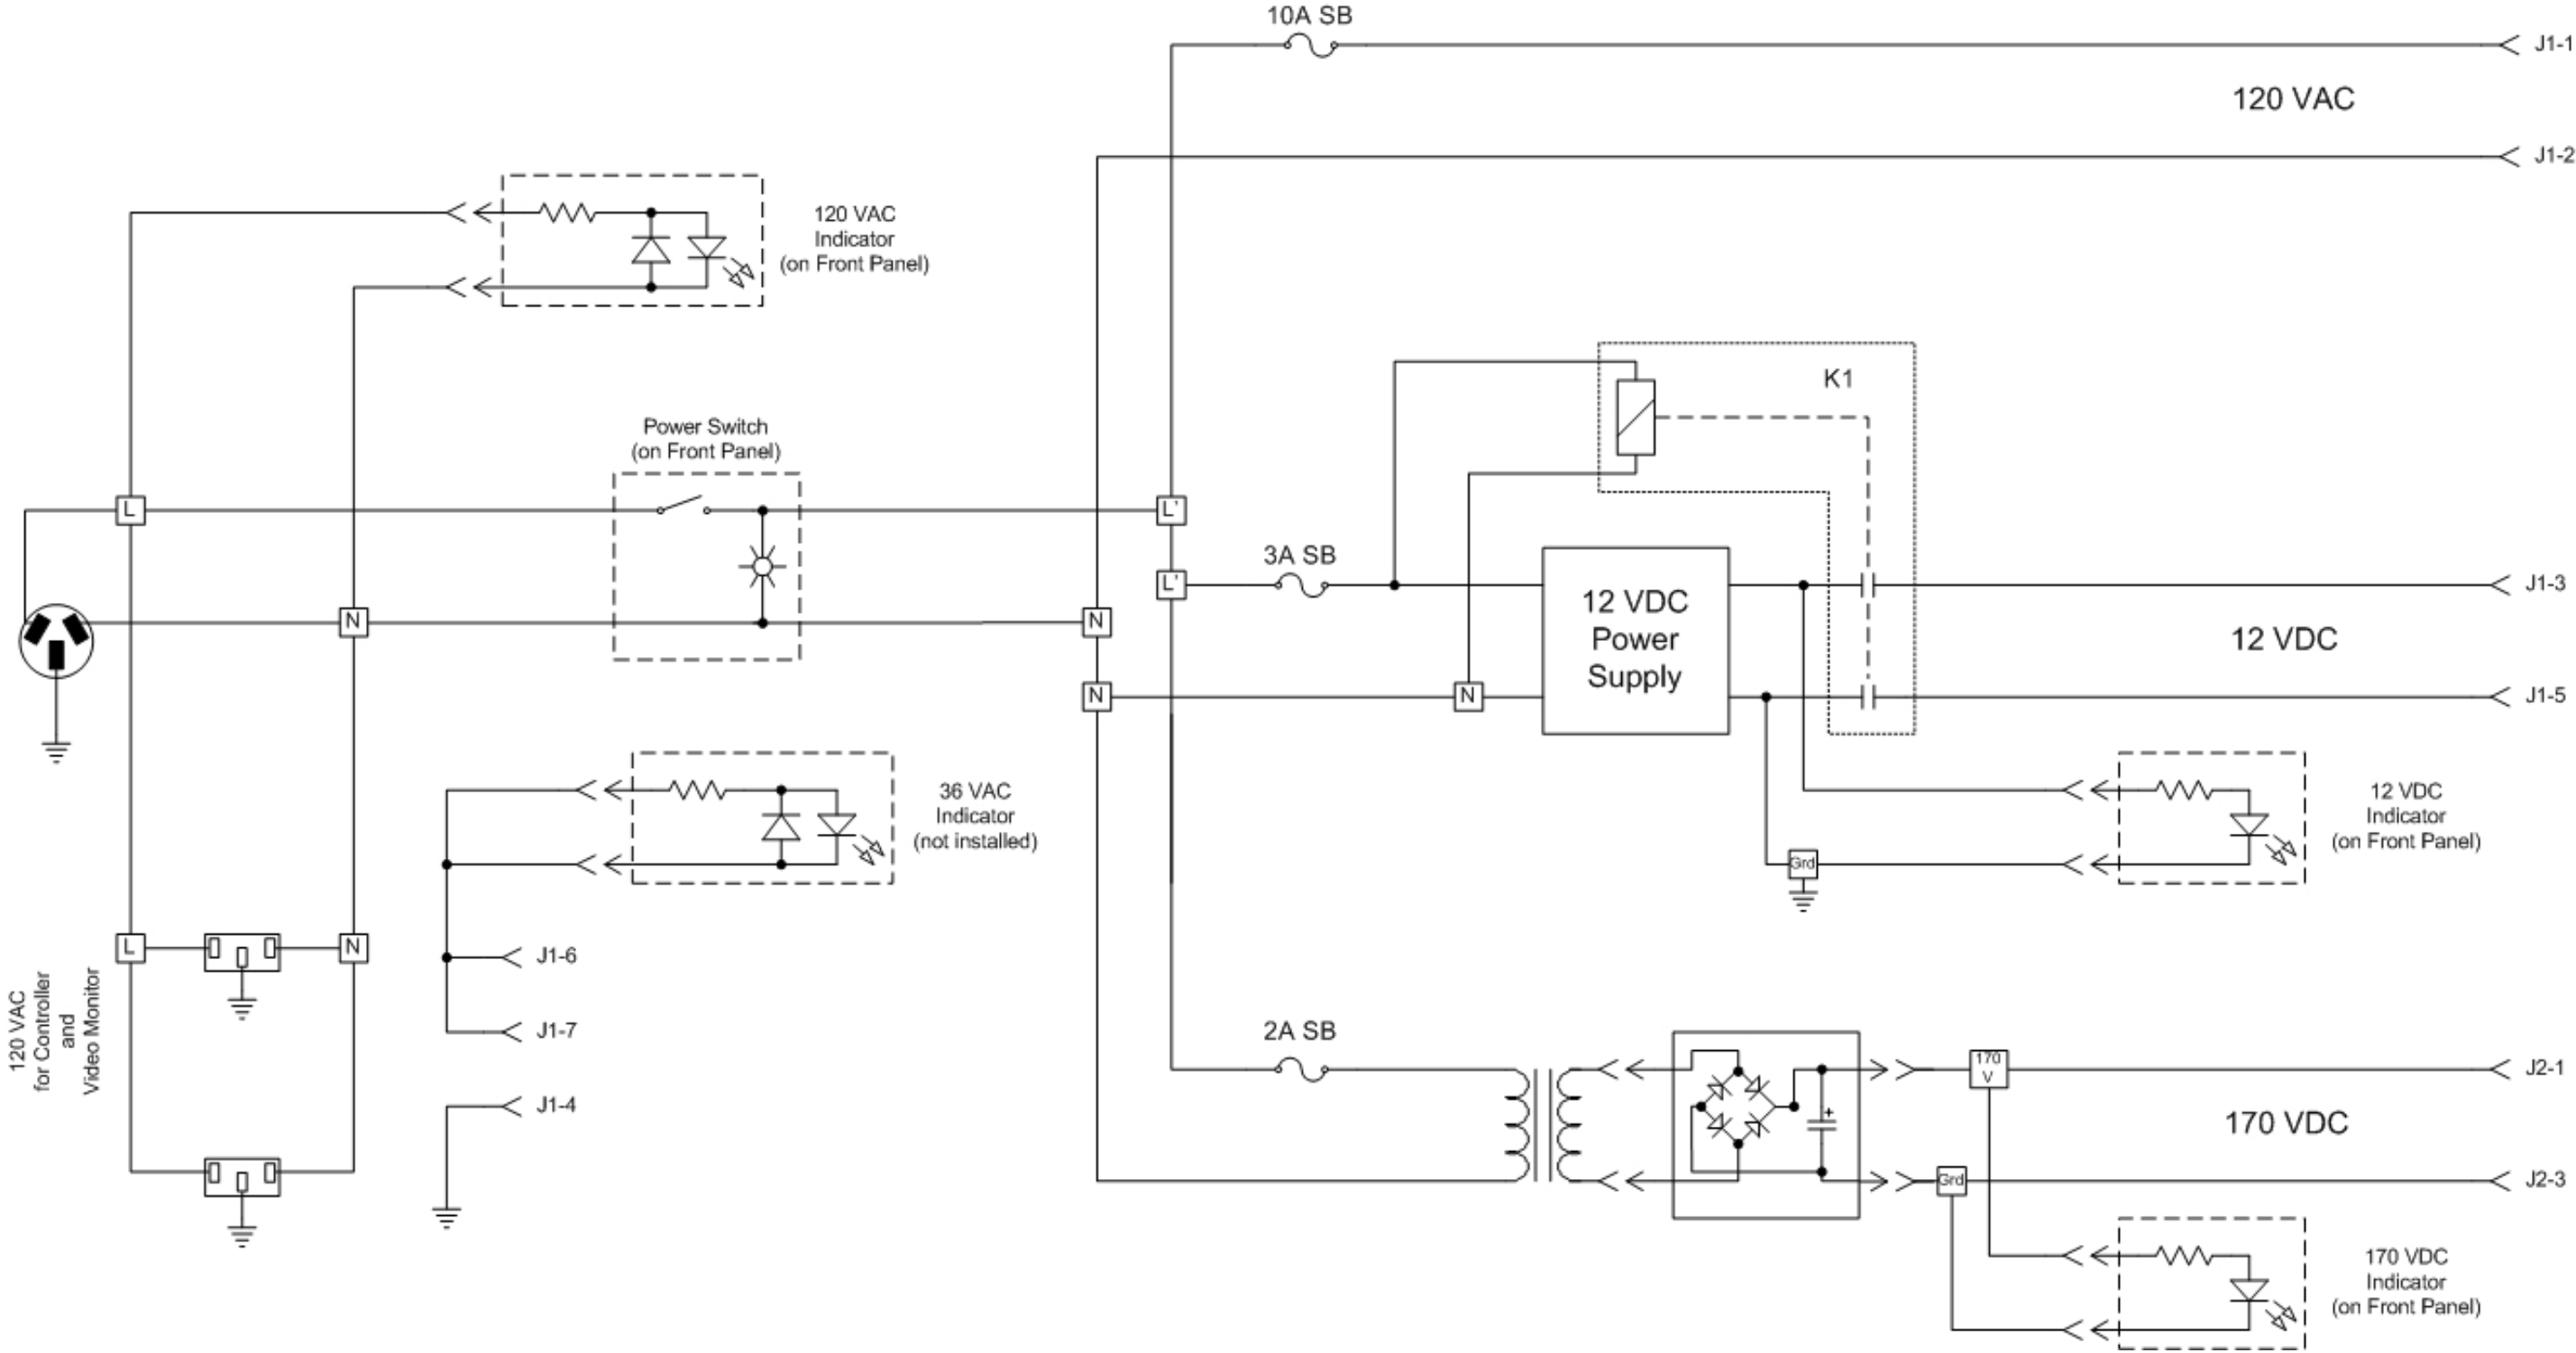 10A SB
J1-1
120 VAC
J1-2
120 VAC
Indicator
(on Front Panel)
K1
Power Switch
(on Front Panel)
L
L'
3A SB
L'
12 VDC
Power
Supply
J1-3
N
N
12 VDC
N
N
J1-5
36 VAC
Indicator
(not installed)
12 VDC
Indicator
(on Front Panel)
Grd
L
N
120 VAC
for Controller
and
Video Monitor
J1-6
J1-7
J1-4
2A SB
170
V
J2-1
170 VDC
Grd
J2-3
+
170 VDC
Indicator
(on Front Panel)